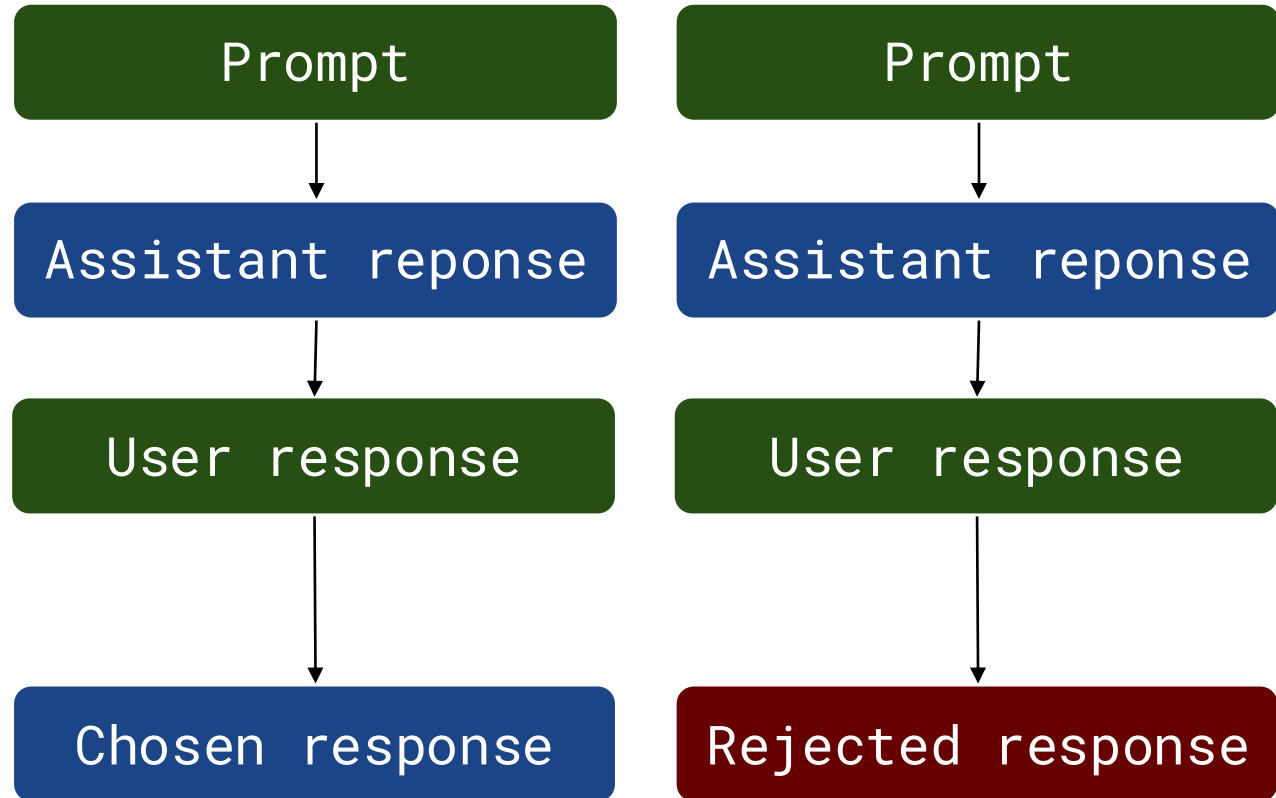 Prompt
Prompt
Assistant reponse
Assistant reponse
User response
User response
Chosen response
Rejected response